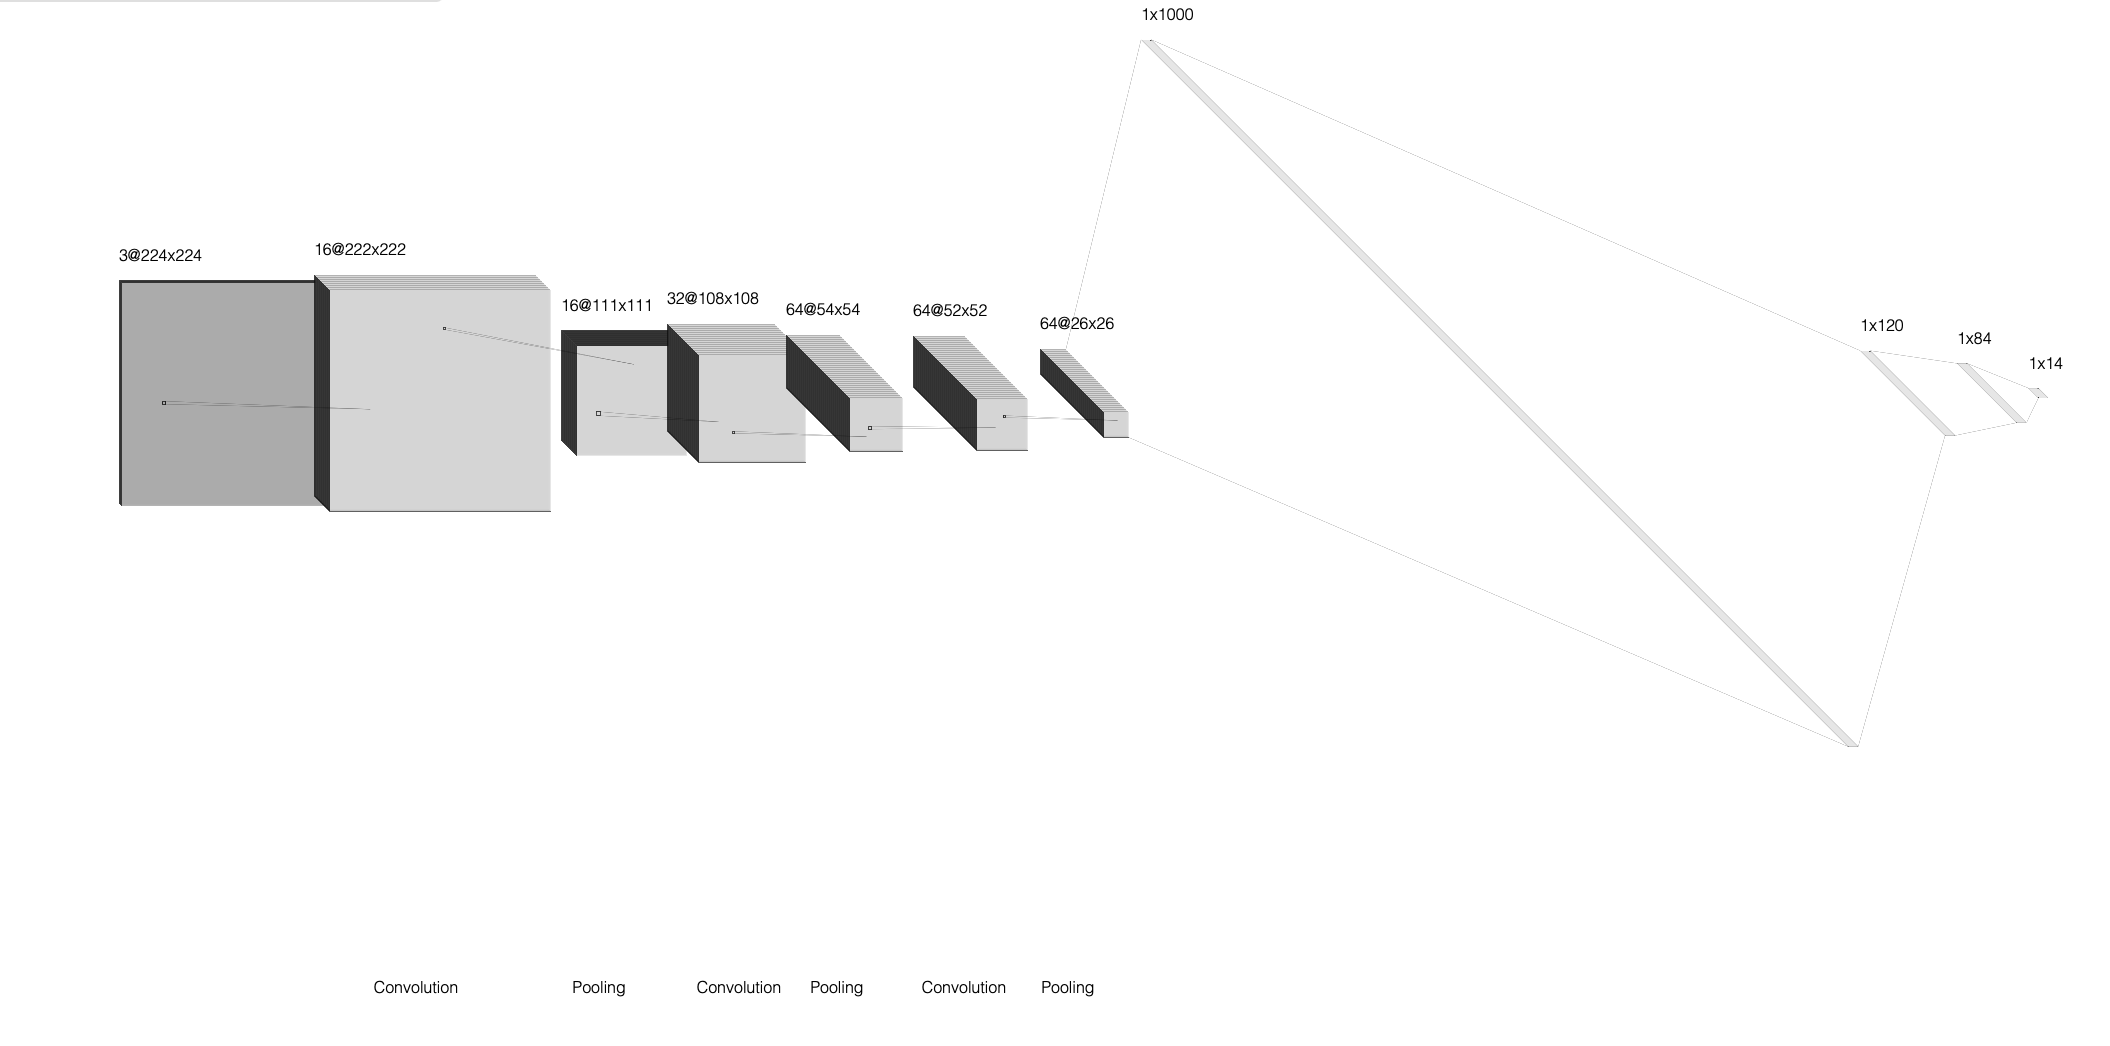 1x1000
16@222x222
3@224x224
32@108x108
16@111x111
64@54x54
64@52x52
64@26x26
1x120
1x84
1x14
Convolution
Pooling
Convolution
Pooling
Convolution
Pooling